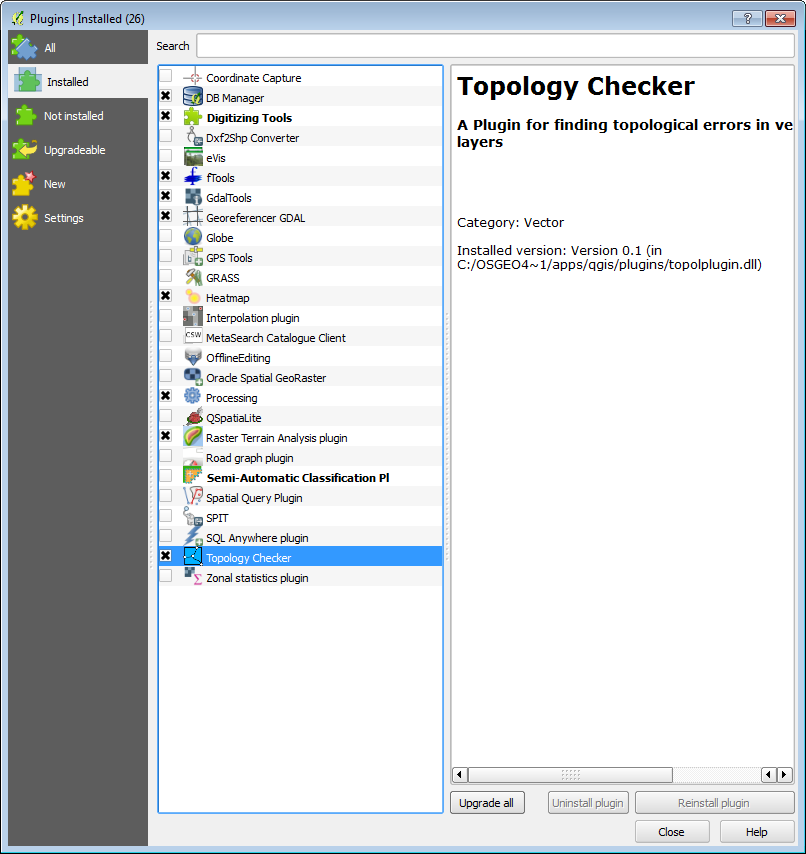 Plugins | Installed (26)
All
Installed
Not installed
Upgradeable
New
Settings
Search
Coordinate Capture
DB Manager
Digitizing Tools
Dxf2Shp Converter
eVis
fTools
GdalTools
Georeferencer GDAL
Globe
GPS Tools
GRASS
Heatmap
Interpolation plugin
CSW
MetaSearch Catalogue Client
OfflineEditing
Oracle Spatial GeoRaster
Processing
QSpatiaLite
Raster Terrain Analysis plugin
Road graph plugin
Semi-Automatic Classification Pl
Spatial Query Plugin
SPIT
SQL Anywhere plugin
Topology Checker
Zonal statistics plugin
Topology Checker
A Plugin for finding topological errors in ve
layers
Category: Vector
Installed version: Version 0.1 (in
C:/OSGEO4~1/apps/qgis/plugins/topolplugin.dll)
Upgrade all
Uninstall plugin
Reinstall plugin
Close
Help